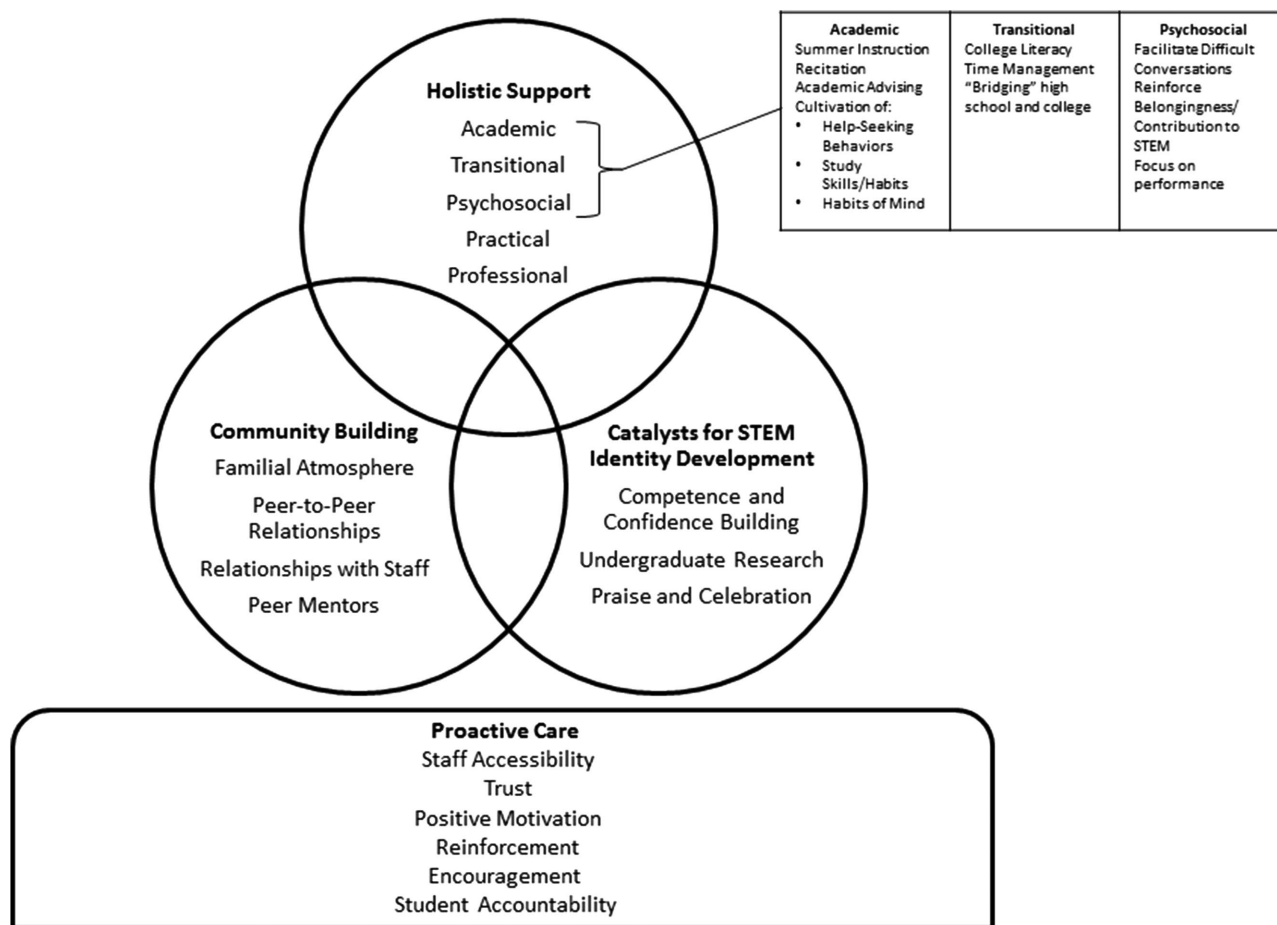 Holistic Support
Academic
Transitional
Psychosocial
Practical
Professional
Academic
Summer Instruction
Recitation
Academic Advising
Cultivation of:
• Help-Seeking
Behaviors
• Study
Skills/Habits
• Habits of Mind
Transitional
College Literacy
Time Management
"Bridging" high
school and college
Psychosocial
Facilitate Difficult
Conversations
Reinforce
Belongingness/
Contribution to
STEM
Focus on
performance
Community Building
Familial Atmosphere
Peer-to-Peer
Relationships
Relationships with Staff
Peer Mentors
Catalysts for STEM
Identity Development
Competence and
Confidence Building
Undergraduate Research
Praise and Celebration
Proactive Care
Staff Accessibility
Trust
Positive Motivation
Reinforcement
Encouragement
Student Accountability